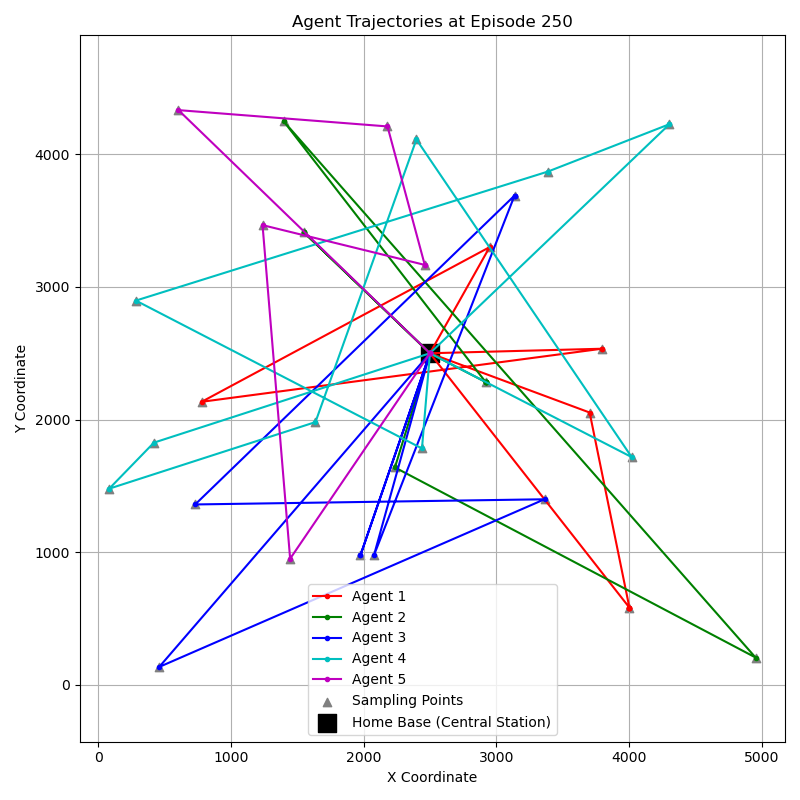 Agent Trajectories at Episode 250
Y Coordinate
4000
3000
2000
1000
0
Agent 1
Agent 2
Agent 3
Agent 4
Agent 5
Sampling Points
Home Base (Central Station)
0 1000 2000 3000 4000 5000
X Coordinate